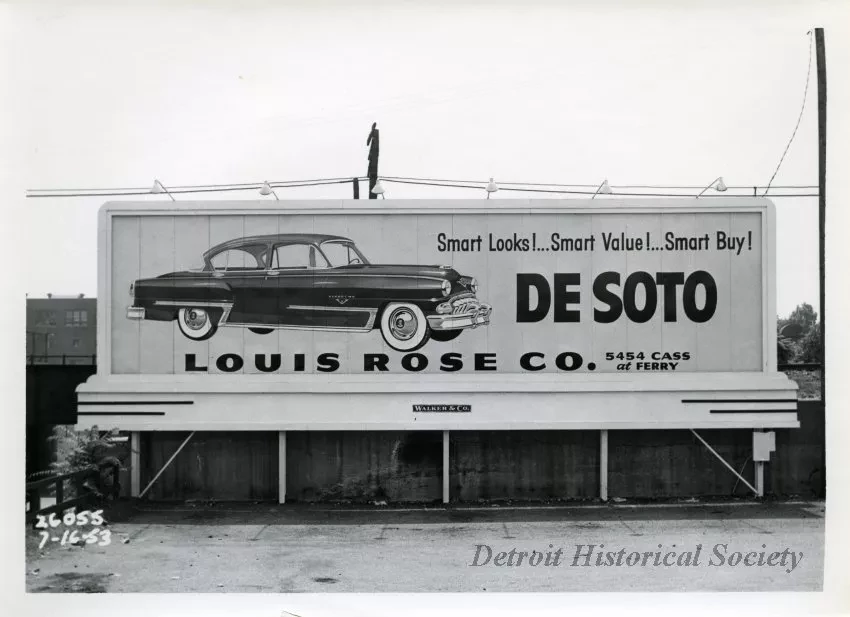 Smart Looks!...Smart Value!...Smart Buy!
DE SOTO
LOUIS ROSE CO. 5454 CASS
at FERRY
WALKER & CO.
26055
7-16-53
Detroit Historical Society